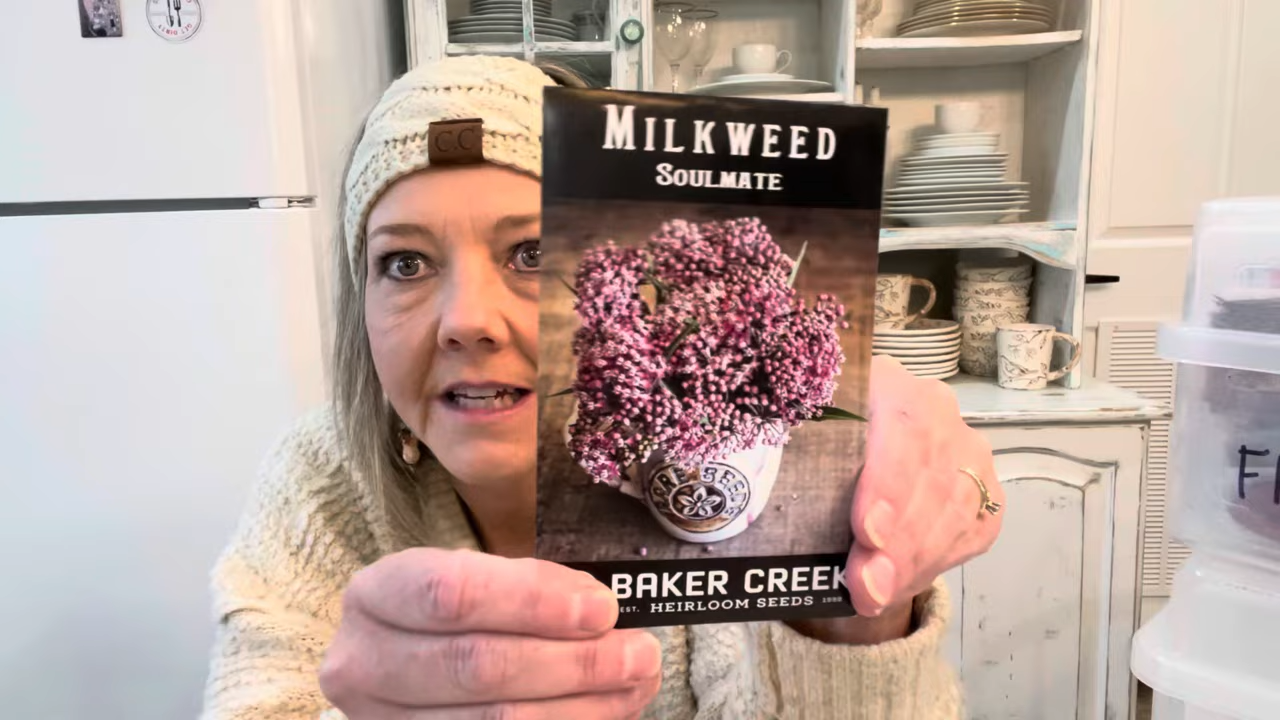 C.C
MILKWEED
SOULMATE
BAKER CREEK
EST. HEIRLOOM SEEDS 1998
F